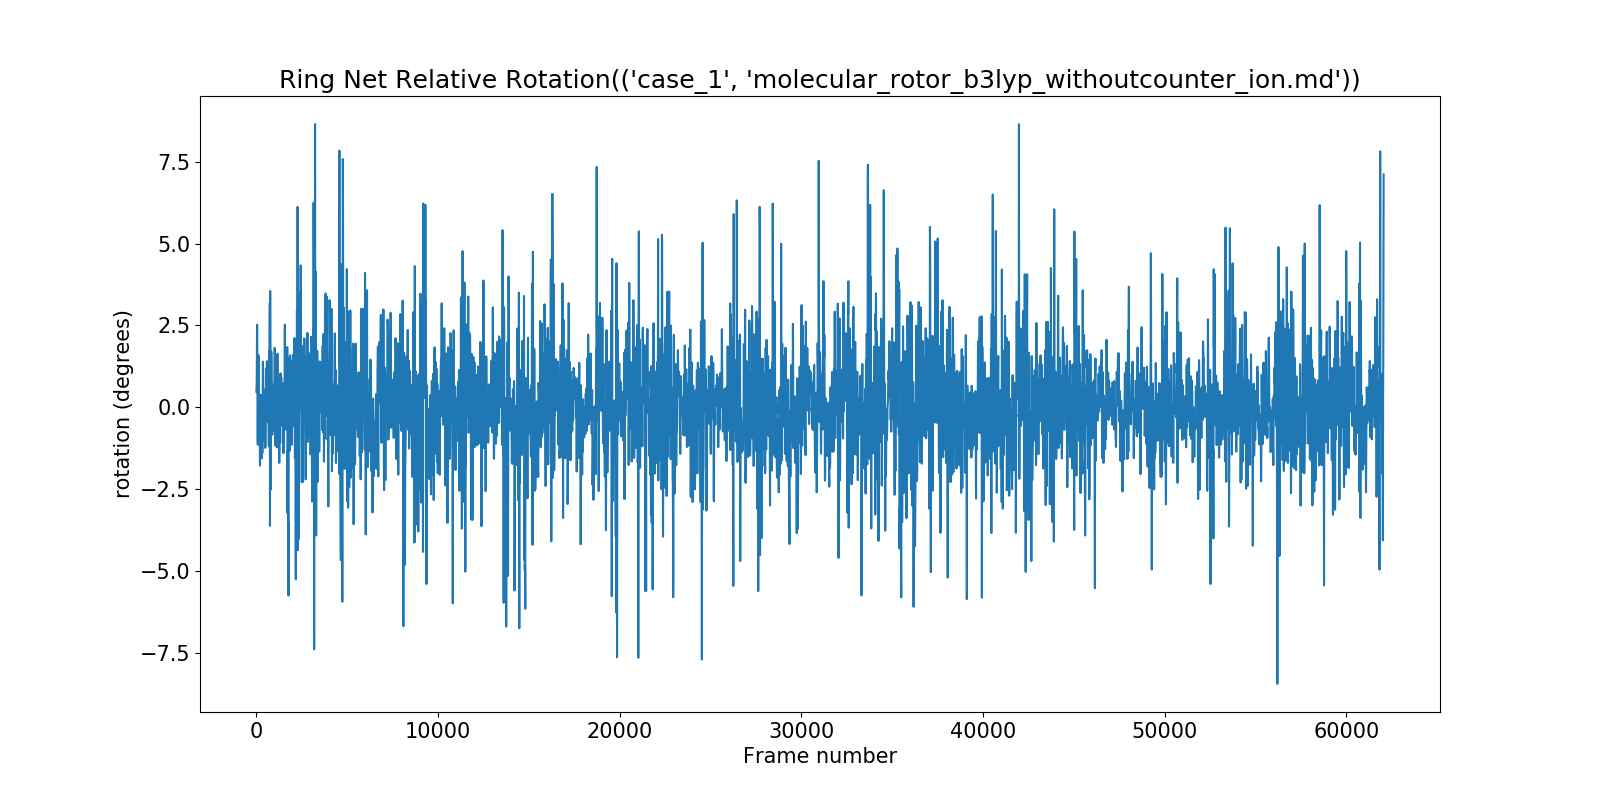 Ring Net Relative Rotation(('case_1', 'molecular_rotor_b3lyp_withoutcounter_ion.md'))
7.5
5.0
2.5
0.0
−2.5
−5.0
−7.5
rotation (degrees)
0 10000 20000 30000 40000 50000 60000
Frame number